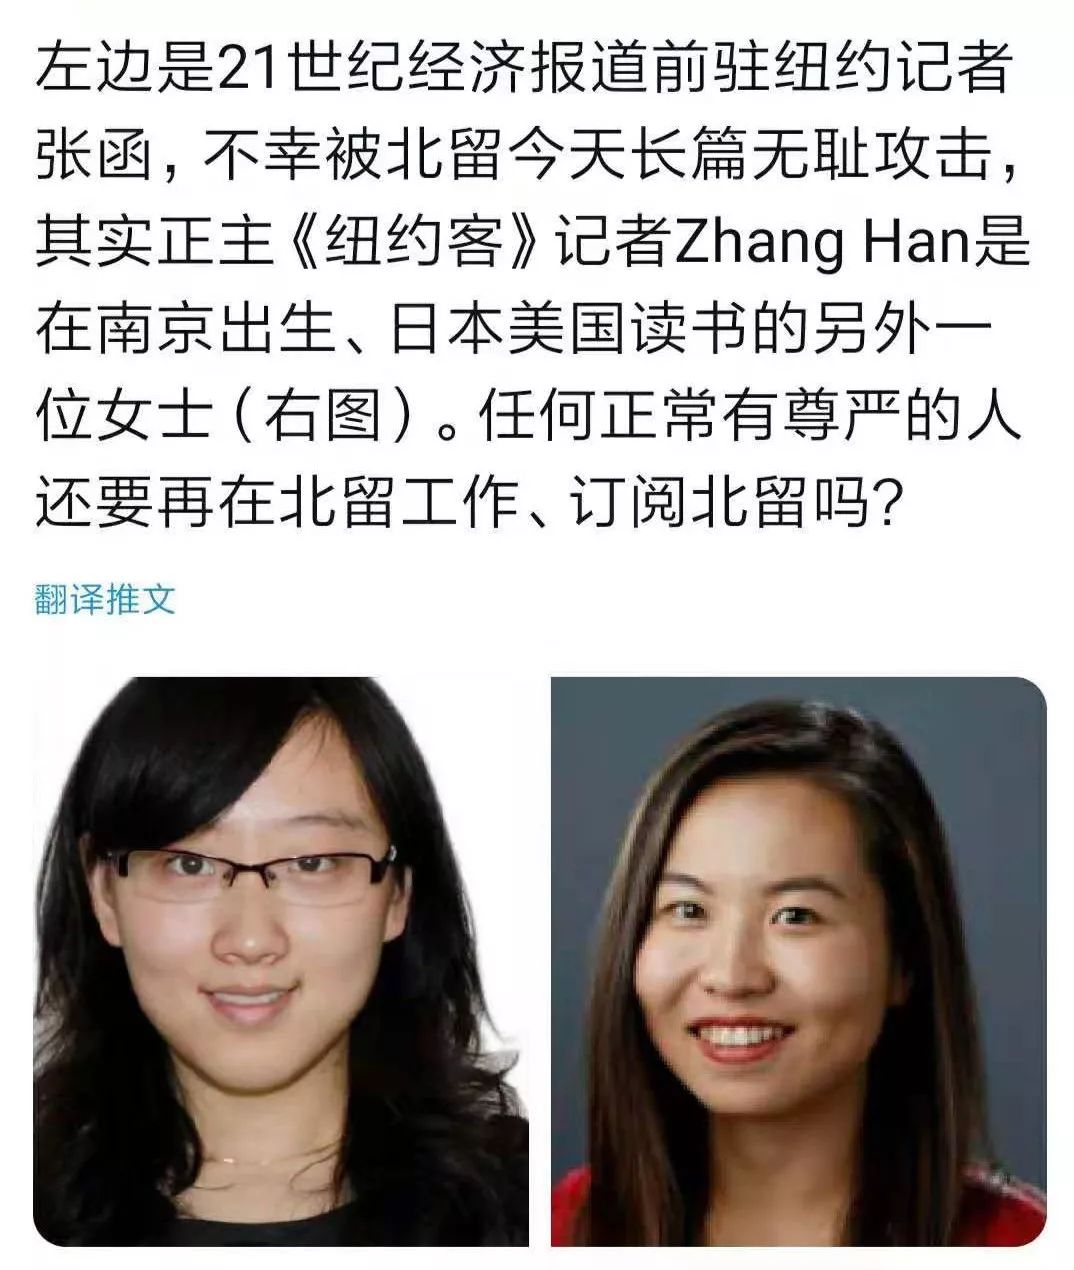 左边是21世纪经济报道前驻纽约记者
张函，不幸被北留今天长篇无耻攻击，
其实正主《纽约客》记者Zhang Han是
在南京出生、日本美国读书的另外一
位女士（右图）。任何正常有尊严的人
还要再在北留工作、订阅北留吗？
翻译推文